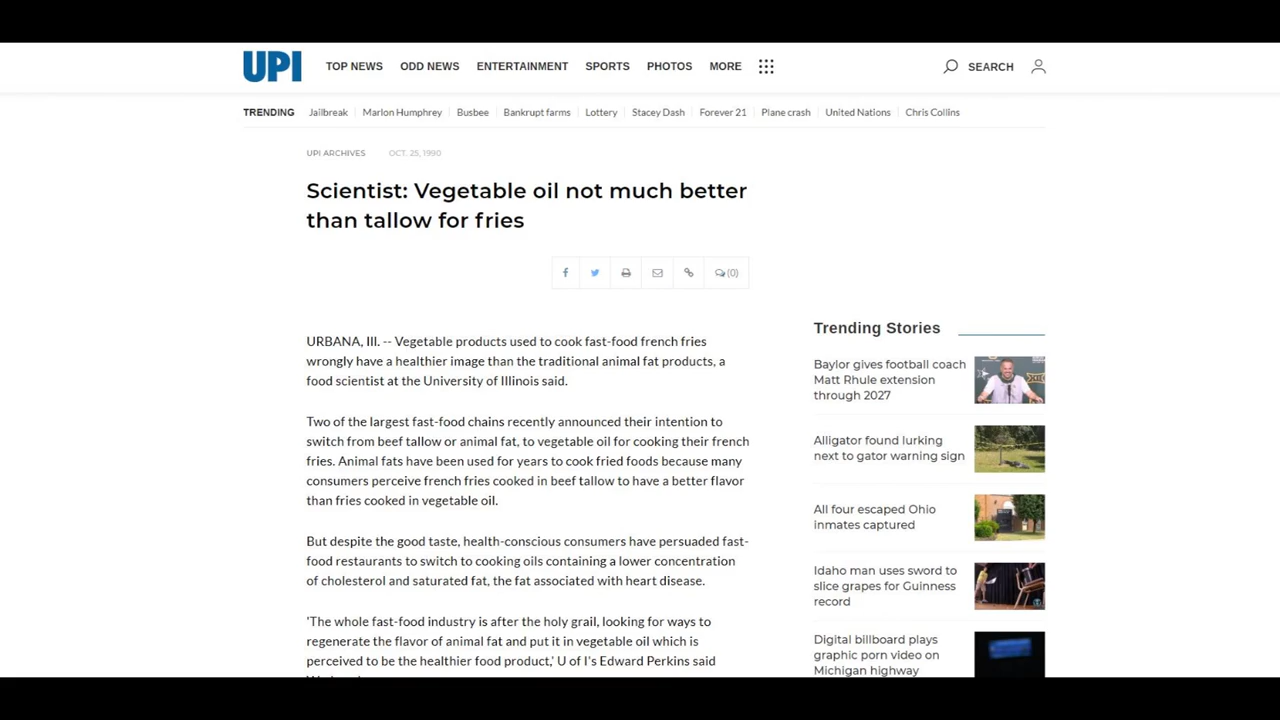 UPI
TOP NEWS ODD NEWS ENTERTAINMENT SPORTS PHOTOS MORE SEARCH
TRENDING Jailbreak Marlon Humphrey Busbee Bankrupt farms Lottery Stacey Dash Forever 21 Plane crash United Nations Chris Collins
UPI ARCHIVES OCT. 25, 1990
Scientist: Vegetable oil not much better
than tallow for fries
(0)
URBANA, Ill. -- Vegetable products used to cook fast-food french fries
wrongly have a healthier image than the traditional animal fat products, a
food scientist at the University of Illinois said.
Two of the largest fast-food chains recently announced their intention to
switch from beef tallow or animal fat, to vegetable oil for cooking their french
fries. Animal fats have been used for years to cook fried foods because many
consumers perceive french fries cooked in beef tallow to have a better flavor
than fries cooked in vegetable oil.
But despite the good taste, health-conscious consumers have persuaded fast-
food restaurants to switch to cooking oils containing a lower concentration
of cholesterol and saturated fat, the fat associated with heart disease.
'The whole fast-food industry is after the holy grail, looking for ways to
regenerate the flavor of animal fat and put it in vegetable oil which is
perceived to be the healthier food product,' U of I's Edward Perkins said
Trending Stories
Baylor gives football coach
Matt Rhule extension
through 2027
Alligator found lurking
next to gator warning sign
All four escaped Ohio
inmates captured
Idaho man uses sword to
slice grapes for Guinness
record
Digital billboard plays
graphic porn video on
Michigan highway